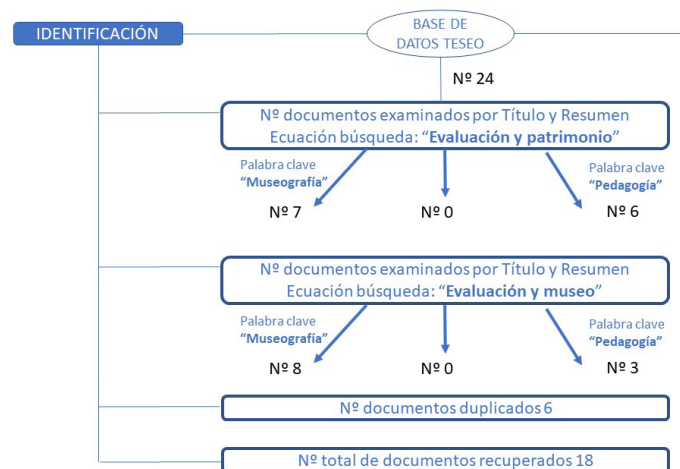 IDENTIFICACIÓN
BASE DE
DATOS TESEO
Nº 24
Nº documentos examinados por Título y Resumen
Ecuación búsqueda: “Evaluación y patrimonio”
Palabra clave
“Museografía”
Palabra clave
“Pedagogía”
Nº 7
Nº 0
Nº 6
Nº documentos examinados por Título y Resumen
Ecuación búsqueda: “Evaluación y museo”
Palabra clave
“Museografía”
Palabra clave
“Pedagogía”
Nº 8
Nº 0
Nº 3
Nº documentos duplicados 6
Nº total de documentos recuperados 18